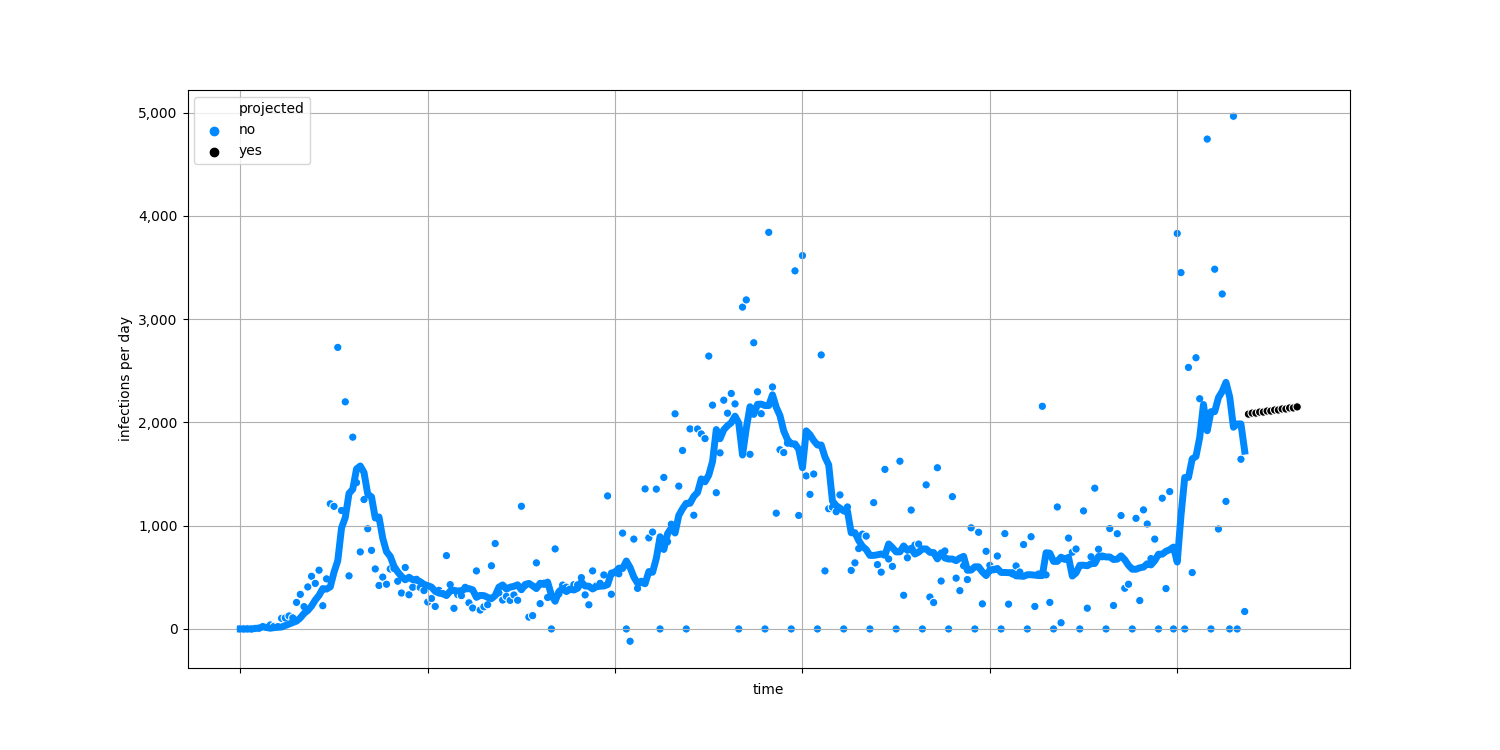 projected
no
yes
5,000
4,000
3,000
2,000
1,000
0
infections per day
time